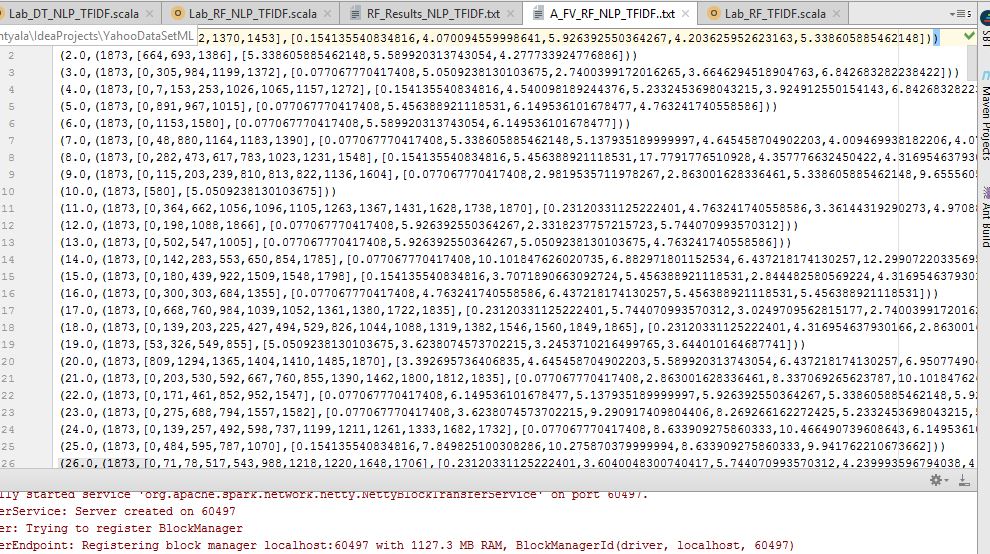 Lab_DT_NLP_TFIDF.scala Lab_RF_NLP_TFIDF.scala RF_Results_NLP_TFIDF.txt A_FV_RF_NLP_TFIDF.txt Lab_RF_TFIDF.scala
ntyala\IdeaProjects\YahooDataSetML 2,1370,1453],[0.154135540834816,4.070094559998641,5.926392550364267,4.203625952623163,5.338605885462148]))
2 (2.0,(1873,[664,693,1386],[5.338605885462148,5.589920313743054,4.277733924776886]))
3 (3.0,(1873,[0,305,984,1199,1372],[0.077067770417408,5.0509238130103675,2.7400399172016265,3.6646294518904763,6.842683282238422]))
4 (4.0,(1873,[0,7,153,253,1026,1065,1157,1272],[0.154135540834816,4.540098189244376,5.2332453698043215,3.924912550154143,6.84268328223
5 (5.0,(1873,[0,891,967,1015],[0.077067770417408,5.456388921118531,6.149536101678477,4.763241740558586]))
6 (6.0,(1873,[0,1153,1580],[0.077067770417408,5.589920313743054,6.149536101678477]))
7 (7.0,(1873,[0,48,880,1164,1183,1390],[0.077067770417408,5.338605885462148,5.137935189999997,4.645458704902203,4.009469938182206,4.07
8 (8.0,(1873,[0,282,473,617,783,1023,1231,1548],[0.154135540834816,5.456388921118531,17.7791776510928,4.357776632450422,4.316954637930
9 (9.0,(1873,[0,115,203,239,810,813,822,1136,1604],[0.077067770417408,2.9819535711978267,2.863001628336461,5.338605885462148,9.6555605
10 (10.0,(1873,[580],[5.0509238130103675]))
11 (11.0,(1873,[0,364,662,1056,1096,1105,1263,1367,1431,1628,1738,1870],[0.23120331125222401,4.763241740558586,3.36144319290273,4.97088
12 (12.0,(1873,[0,198,1088,1866],[0.077067770417408,5.926392550364267,2.3318237757215723,5.744070993570312]))
13 (13.0,(1873,[0,502,547,1005],[0.077067770417408,5.926392550364267,5.0509238130103675,4.763241740558586]))
14 (14.0,(1873,[0,142,283,553,650,854,1785],[0.077067770417408,10.101847626020735,6.882971801152534,6.437218174130257,12.29907220335695
15 (15.0,(1873,[0,180,439,922,1509,1548,1798],[0.154135540834816,3.7071890663092724,5.456388921118531,2.844482580569224,4.3169546379301
16 (16.0,(1873,[0,300,303,684,1355],[0.077067770417408,4.763241740558586,6.437218174130257,5.456388921118531,5.456388921118531]))
17 (17.0,(1873,[0,668,760,984,1039,1052,1361,1380,1722,1835],[0.23120331125222401,5.744070993570312,3.0249709562815177,2.74003991720162
18 (18.0,(1873,[0,139,203,225,427,494,529,826,1044,1088,1319,1382,1546,1560,1849,1865],[0.23120331125222401,4.316954637930166,2.8630016
19 (19.0,(1873,[53,326,549,855],[5.0509238130103675,3.6238074573702215,3.2453710216499765,3.644010164687741]))
20 (20.0,(1873,[809,1294,1365,1404,1410,1485,1870],[3.392695736406835,4.645458704902203,5.589920313743054,6.437218174130257,6.950774904
21 (21.0,(1873,[0,203,530,592,667,760,855,1390,1462,1800,1812,1835],[0.077067770417408,2.863001628336461,8.337069265623787,10.101847626
22 (22.0,(1873,[0,171,461,852,952,1547],[0.077067770417408,6.149536101678477,5.137935189999997,5.926392550364267,5.338605885462148,5.92
23 (23.0,(1873,[0,275,688,794,1557,1582],[0.077067770417408,3.6238074573702215,9.290917409804406,8.269266162272425,5.2332453698043215,5
24 (24.0,(1873,[0,139,257,492,598,737,1199,1211,1261,1333,1682,1732],[0.077067770417408,8.633909275860333,10.466490739608643,6.14953610
25 (25.0,(1873,[0,484,595,787,1070],[0.154135540834816,7.849825100308286,10.275870379999994,8.633909275860333,9.941762210673662]))
26 (26.0,(1873,[0,71,78,517,543,988,1218,1220,1648,1706],[0.23120331125222401,3.6040048300740417,5.744070993570312,4.239993596794038,4
lly started service 'org.apache.spark.network.netty.NettyBlockTransferService' on port 60497.
erService: Server created on 60497
er: Trying to register BlockManager
erEndpoint: Registering block manager localhost:60497 with 1127.3 MB RAM, BlockManagerId(driver, localhost, 60497)
SBT
Maven Projects
Ant Build